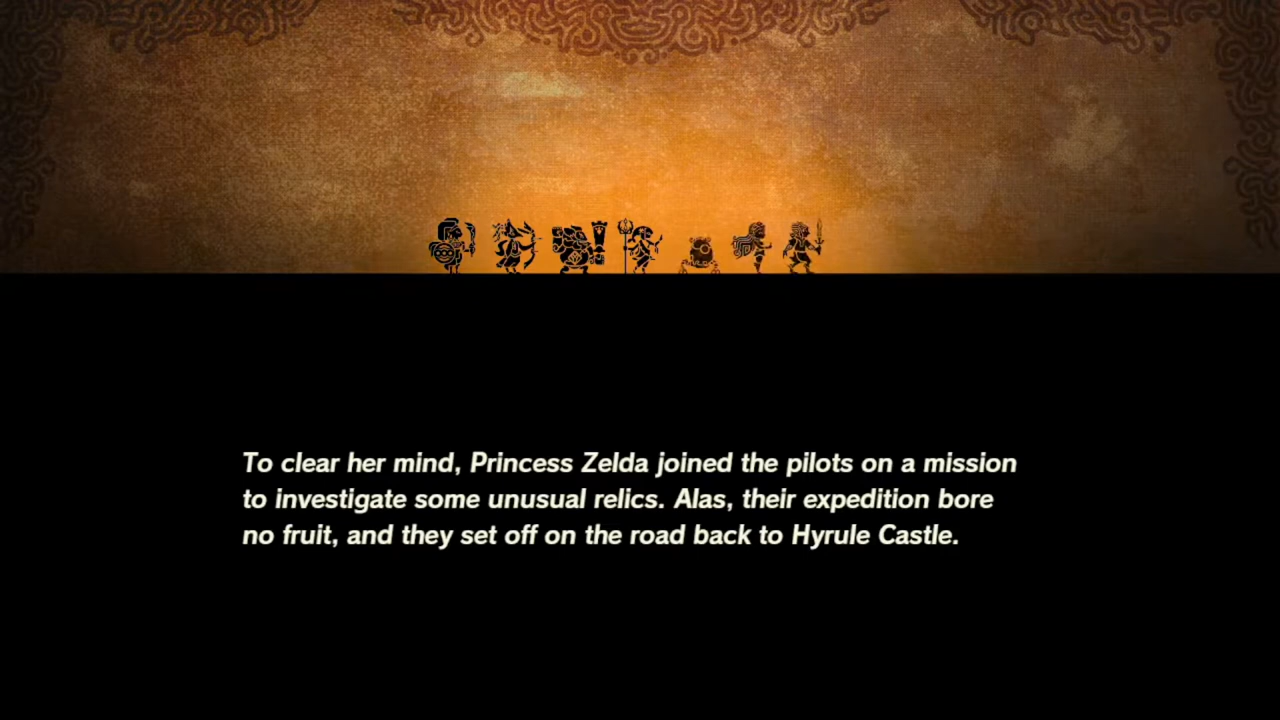 To clear her mind, Princess Zelda joined the pilots on a mission
to investigate some unusual relics. Alas, their expedition bore
no fruit, and they set off on the road back to Hyrule Castle.